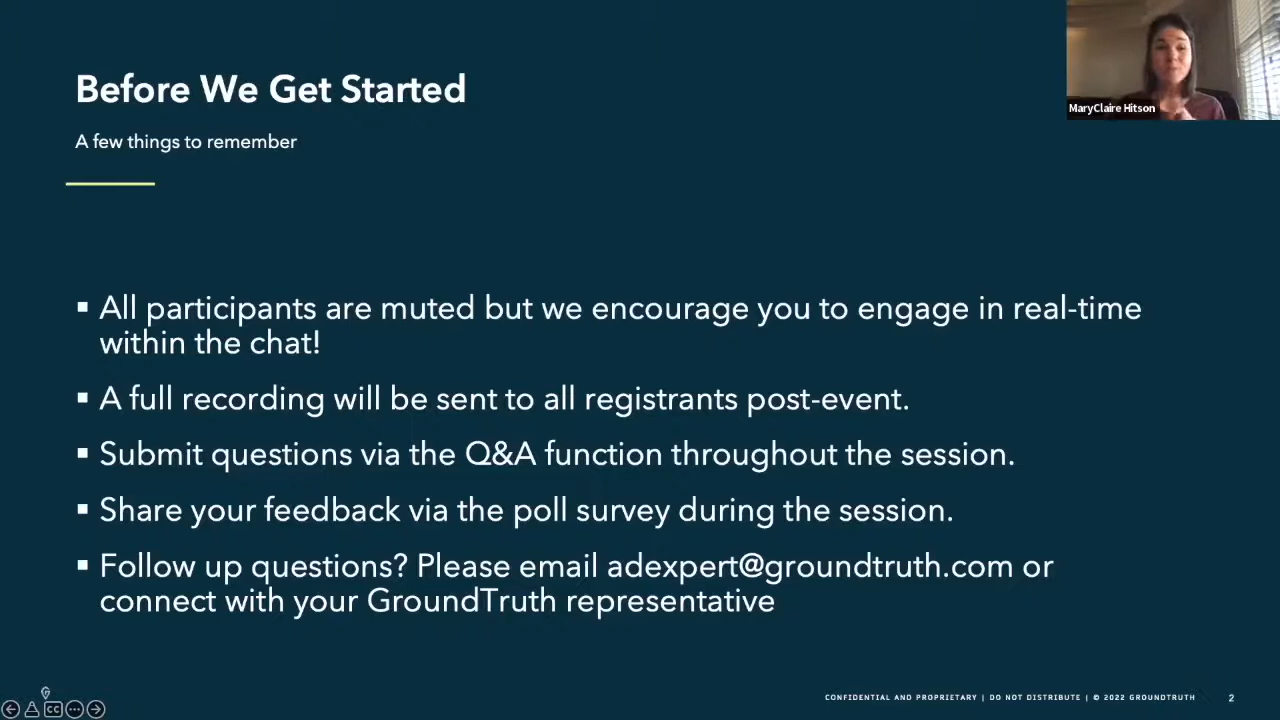 Before We Get Started
MaryClaire Hitson
A few things to remember
▪ All participants are muted but we encourage you to engage in real-time
within the chat!
▪ A full recording will be sent to all registrants post-event.
▪ Submit questions via the Q&A function throughout the session.
▪ Share your feedback via the poll survey during the session.
▪ Follow up questions? Please email adexpert@groundtruth.com or
connect with your GroundTruth representative
CC
CONFIDENTIAL AND PROPRIETARY | DO NOT DISTRIBUTE | © 2022 GROUNDTRUTH
2